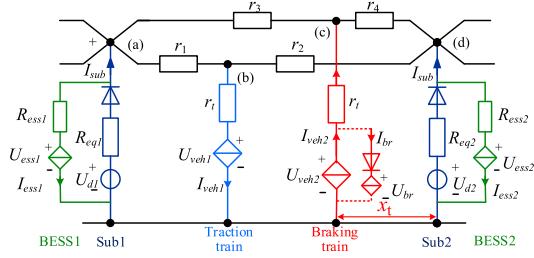 r3
r4
(c)
+
(a)
r1
r2
(d)
Isub
(b)
Isub
Ress1
Req1
rt
rt
Iveh2
Ibr
Req2
Ress2
Uess1
+
-
Ud1
+
-
Uveh1
+
-
Uveh2
+
-
+
-
Ubr
Ud2
+
-
Uess2
+
-
Iess1
Iveh1
xt
Iess2
BESS1
Sub1
Traction
train
Braking
train
Sub2
BESS2